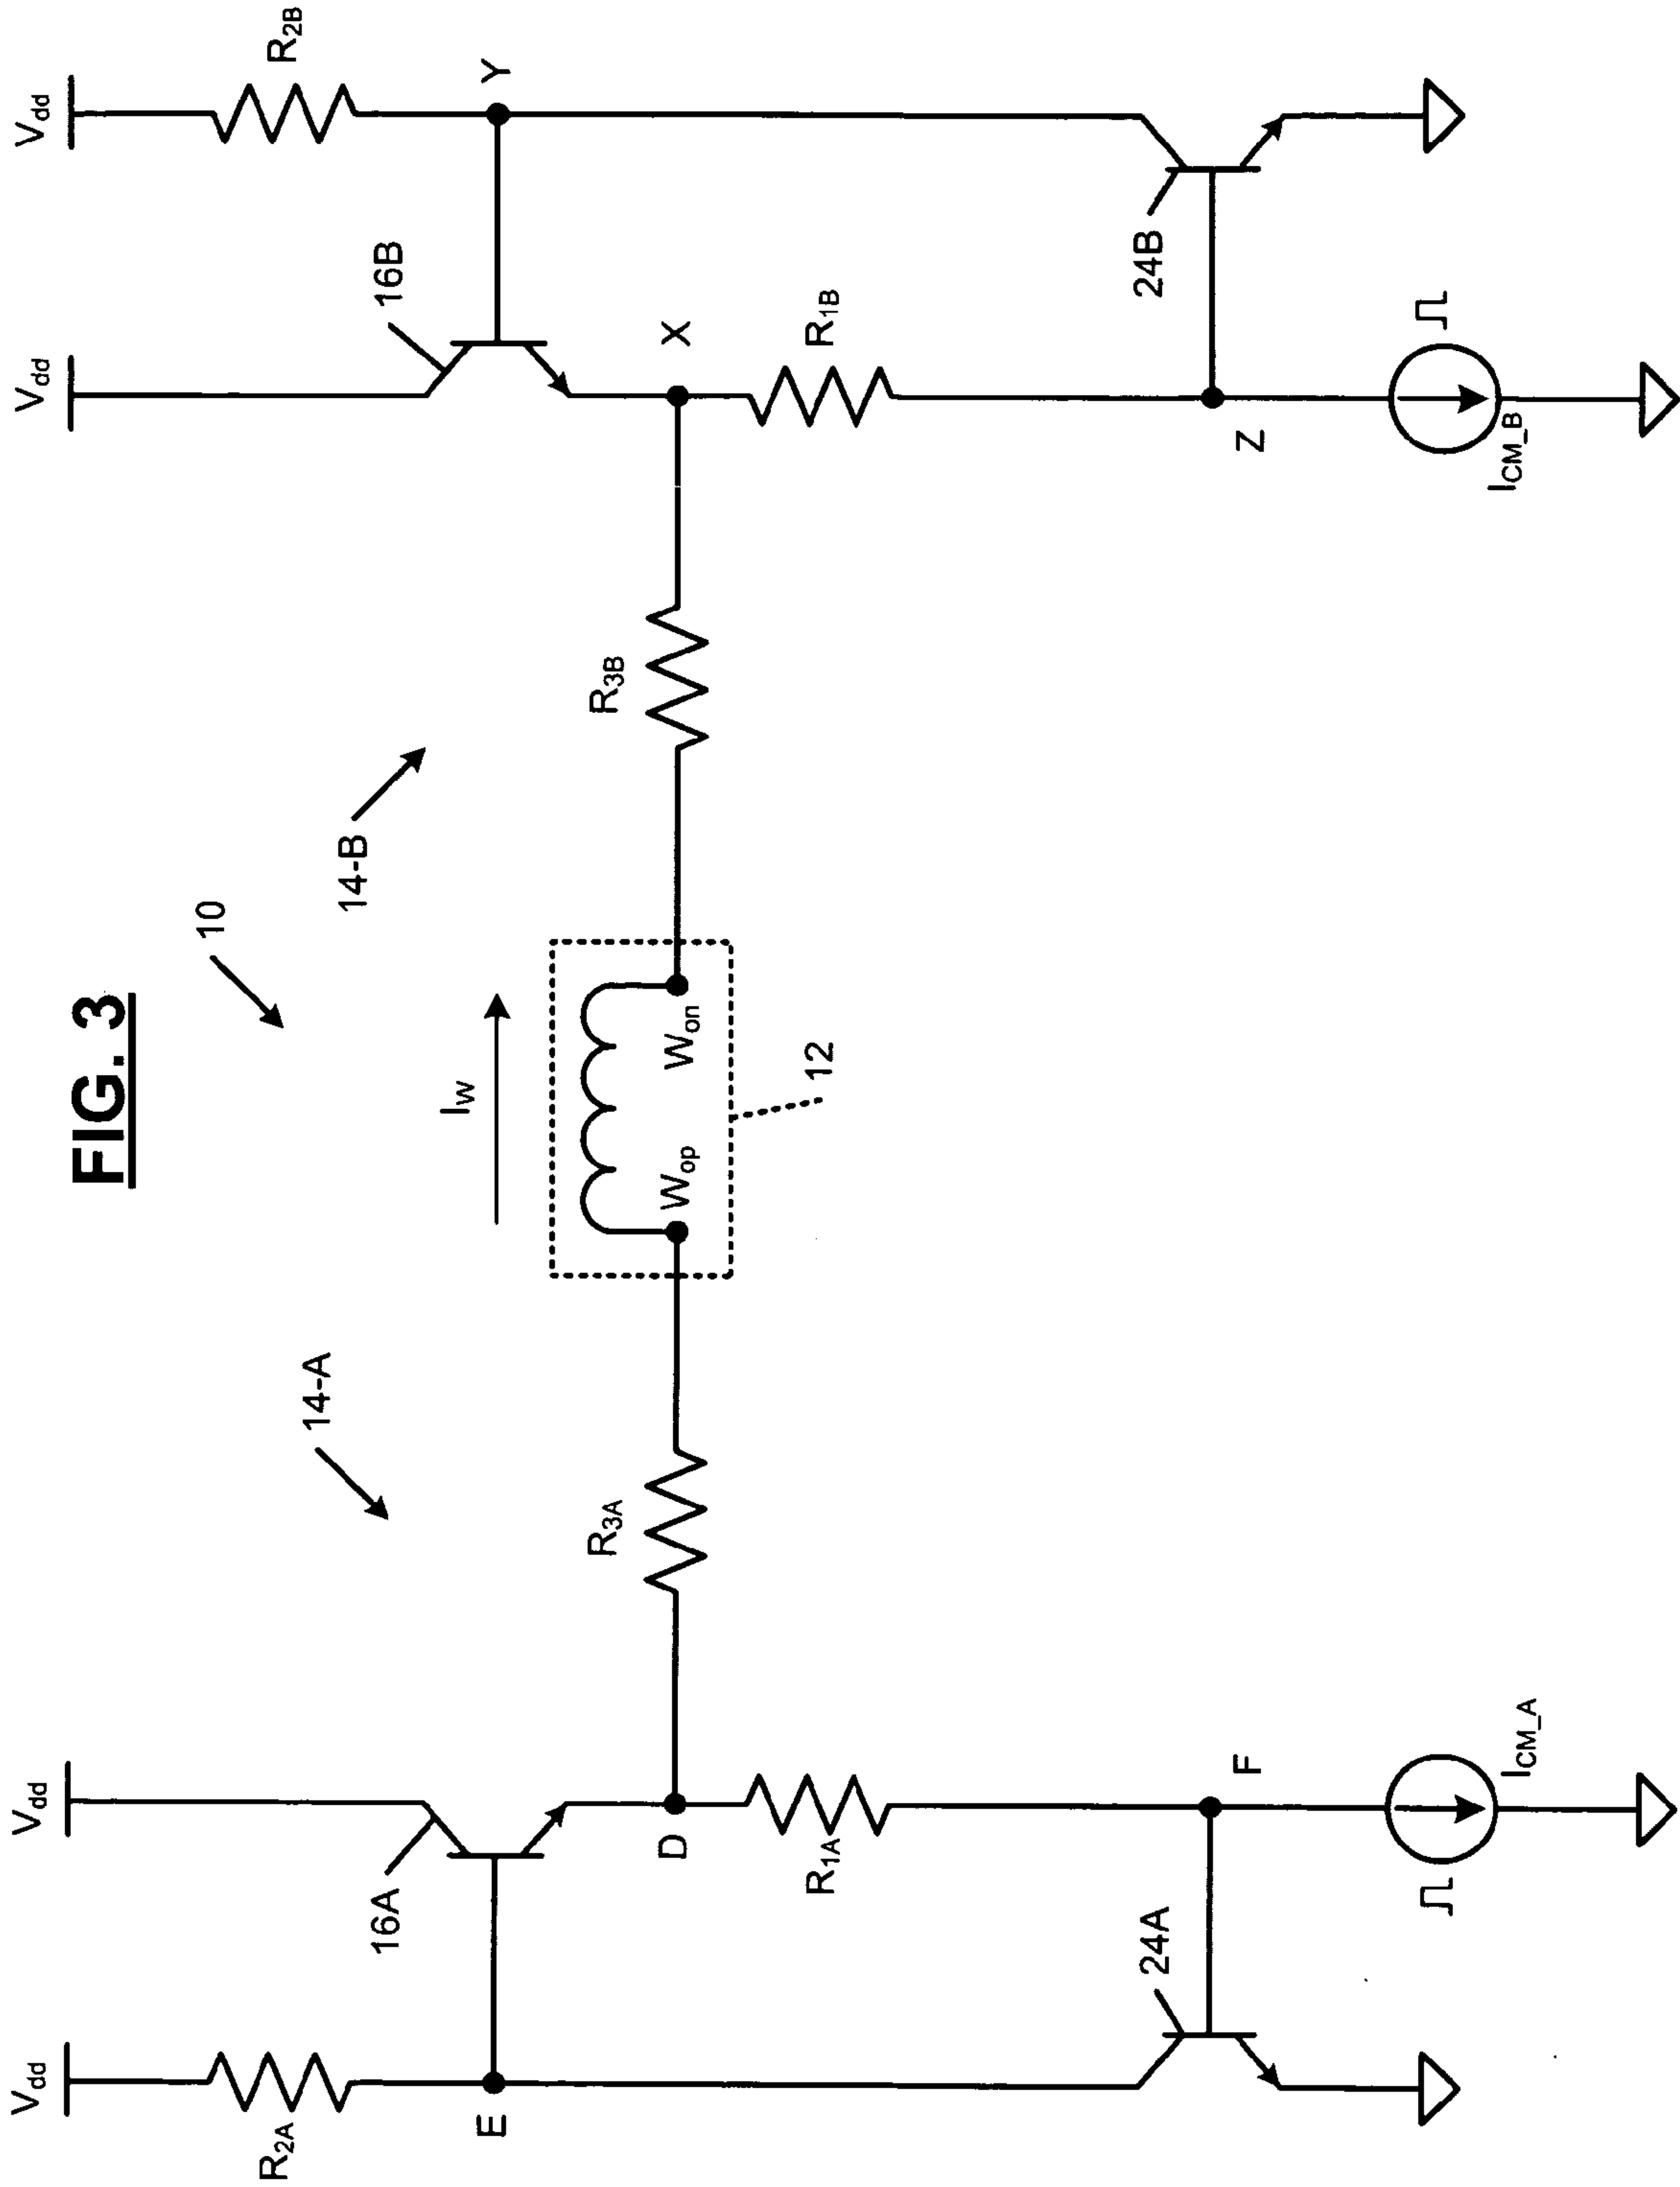 FIG. 3
10
14-A
14-B
V_dd
V_dd
V_dd
V_dd
R_2A
R_2B
16A
16B
E
Y
I_W
D
X
R_3A
R_3B
W_op
W_on
12
R_1A
R_1B
24A
24B
F
Z
I_CM_A
I_CM_B